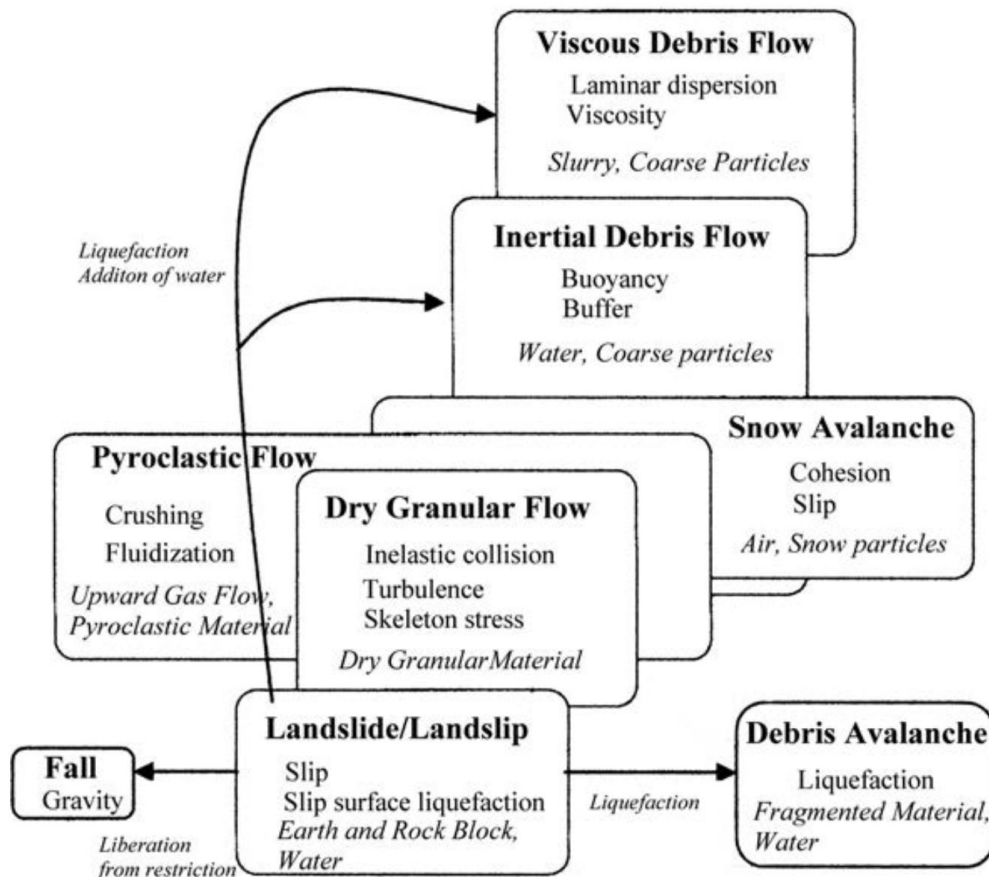 Viscous Debris Flow
Laminar dispersion
Viscosity
Slurry, Coarse Particles
Liquefaction
Additon of water
Inertial Debris Flow
Buoyancy
Buffer
Water, Coarse particles
Snow Avalanche
Cohesion
Slip
Air, Snow particles
Pyroclastic Flow
Crushing
Fluidization
Upward Gas Flow,
Pyroclastic Material
Dry Granular Flow
Inelastic collision
Turbulence
Skeleton stress
Dry GranularMaterial
Landslide/Landslip
Slip
Slip surface liquefaction
Earth and Rock Block,
Water
Fall
Gravity
Liberation
from restriction
Liquefaction
Debris Avalanche
Liquefaction
Fragmented Material,
Water